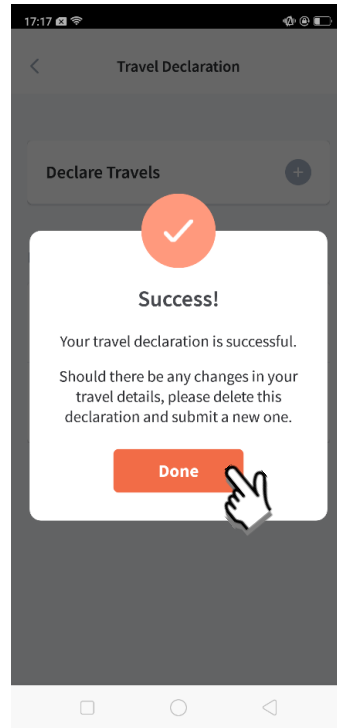 17:17
Travel Declaration
Declare Travels
Success!
Your travel declaration is successful.
Should there be any changes in your
travel details, please delete this
declaration and submit a new one.
Done